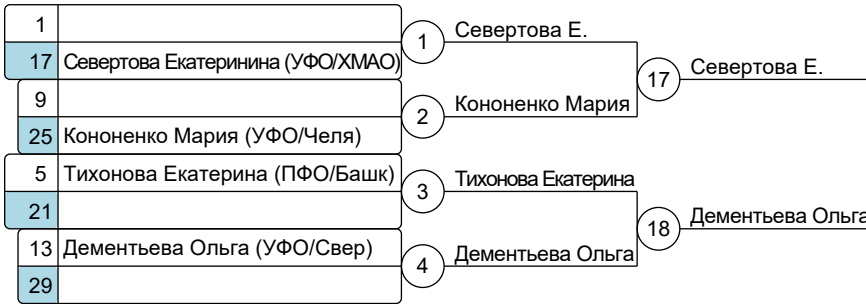 1
17 Севертова Екатеринина (УФО/ХМАО)
1
Севертова Е.
9
25 Кононенко Мария (УФО/Челя)
2
Кононенко Мария
17
Севертова Е.
5 Тихонова Екатерина (ПФО/Башк)
21
3
Тихонова Екатерина
13 Дементьева Ольга (УФО/Свер)
29
4
Дементьева Ольга
18
Дементьева Ольга